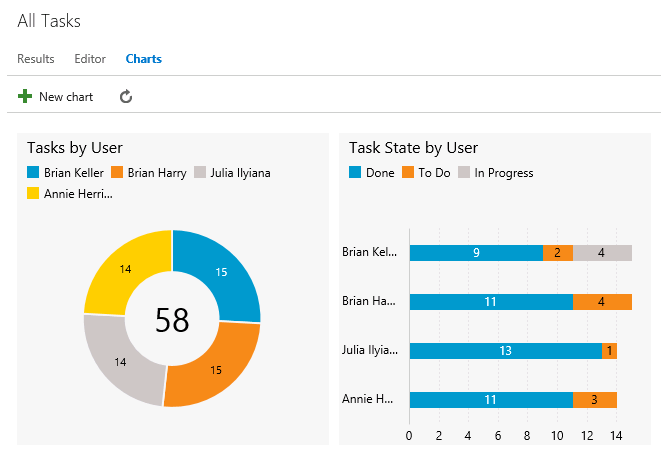 All Tasks
Results Editor Charts
New chart
Tasks by User
Brian Keller Brian Harry Julia Ilyiana
Annie Herri...
14 15
58
14 15
Task State by User
Done To Do In Progress
Brian Kel... 9 2 4
Brian Ha... 11 4
Julia Ilyia... 13 1
Annie H... 11 3
0 2 4 6 8 10 12 14